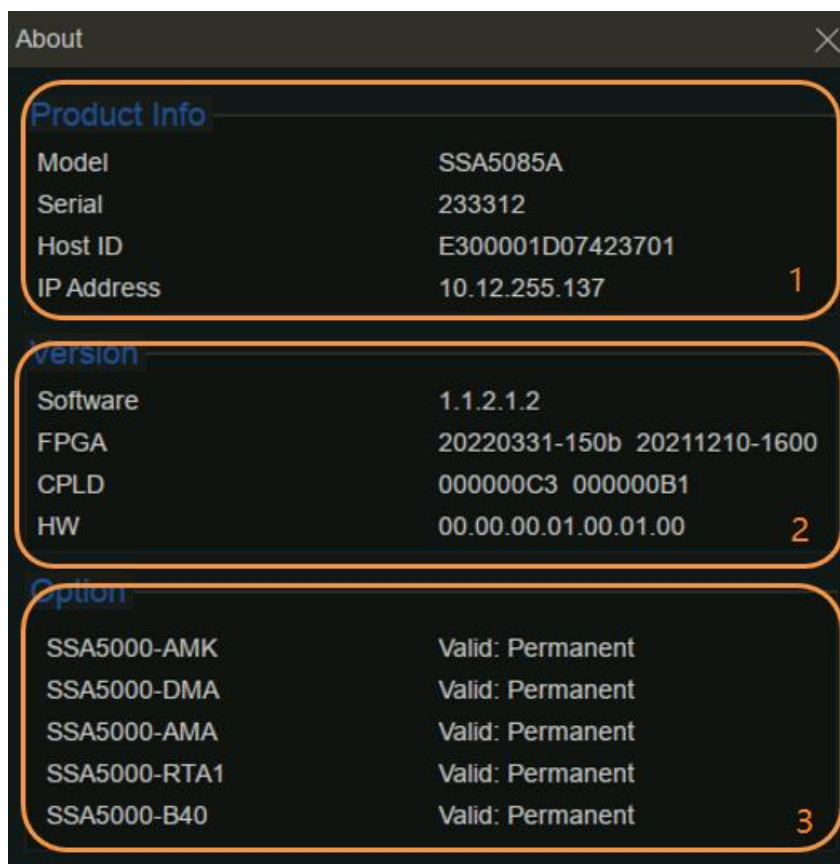 About
Product Info
Model SSA5085A
Serial 233312
Host ID E300001D07423701
IP Address 10.12.255.137
1
Version
Software 1.1.2.1.2
FPGA 20220331-150b 20211210-1600
CPLD 000000C3 000000B1
HW 00.00.00.01.00.01.00
2
Option
SSA5000-AMK Valid: Permanent
SSA5000-DMA Valid: Permanent
SSA5000-AMA Valid: Permanent
SSA5000-RTA1 Valid: Permanent
SSA5000-B40 Valid: Permanent
3